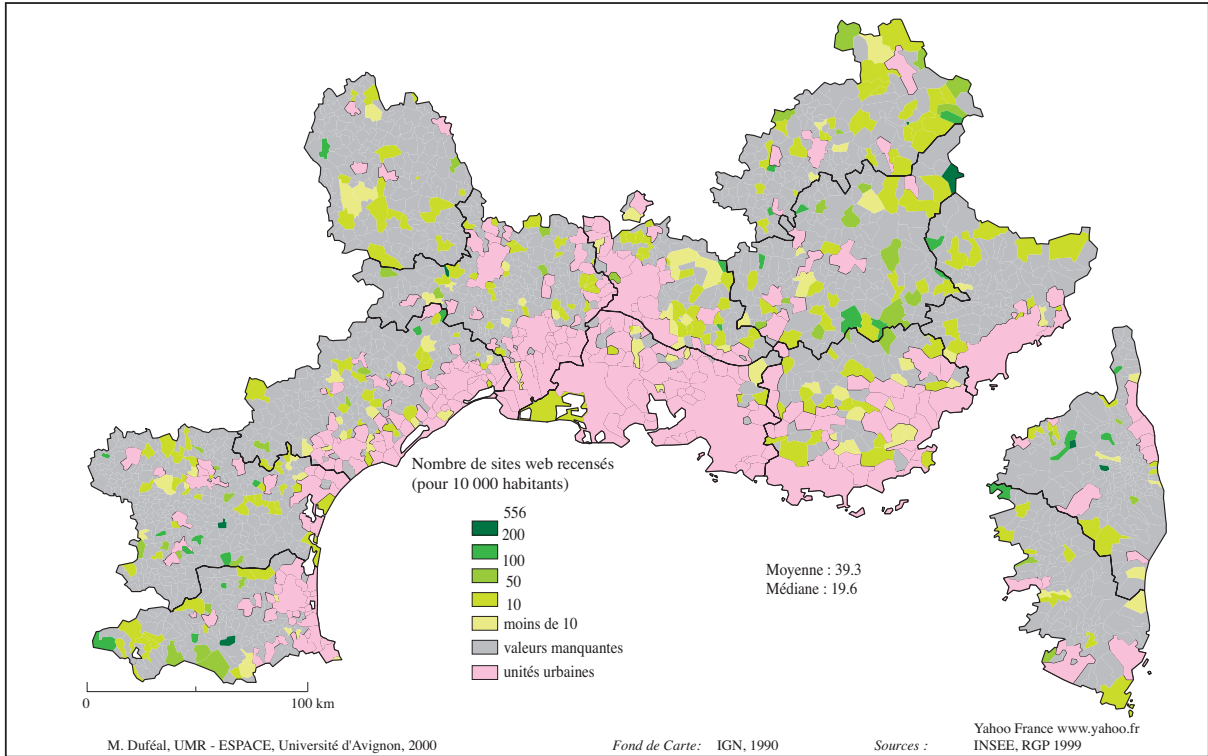 Nombre de sites web recensés
(pour 10 000 habitants)
556
200
100
50
10
moins de 10
valeurs manquantes
unités urbaines
Moyenne : 39.3
Médiane : 19.6
0 100 km
M. Duféal, UMR - ESPACE, Université d'Avignon, 2000
Fond de Carte: IGN, 1990
Sources :
Yahoo France www.yahoo.fr
INSEE, RGP 1999